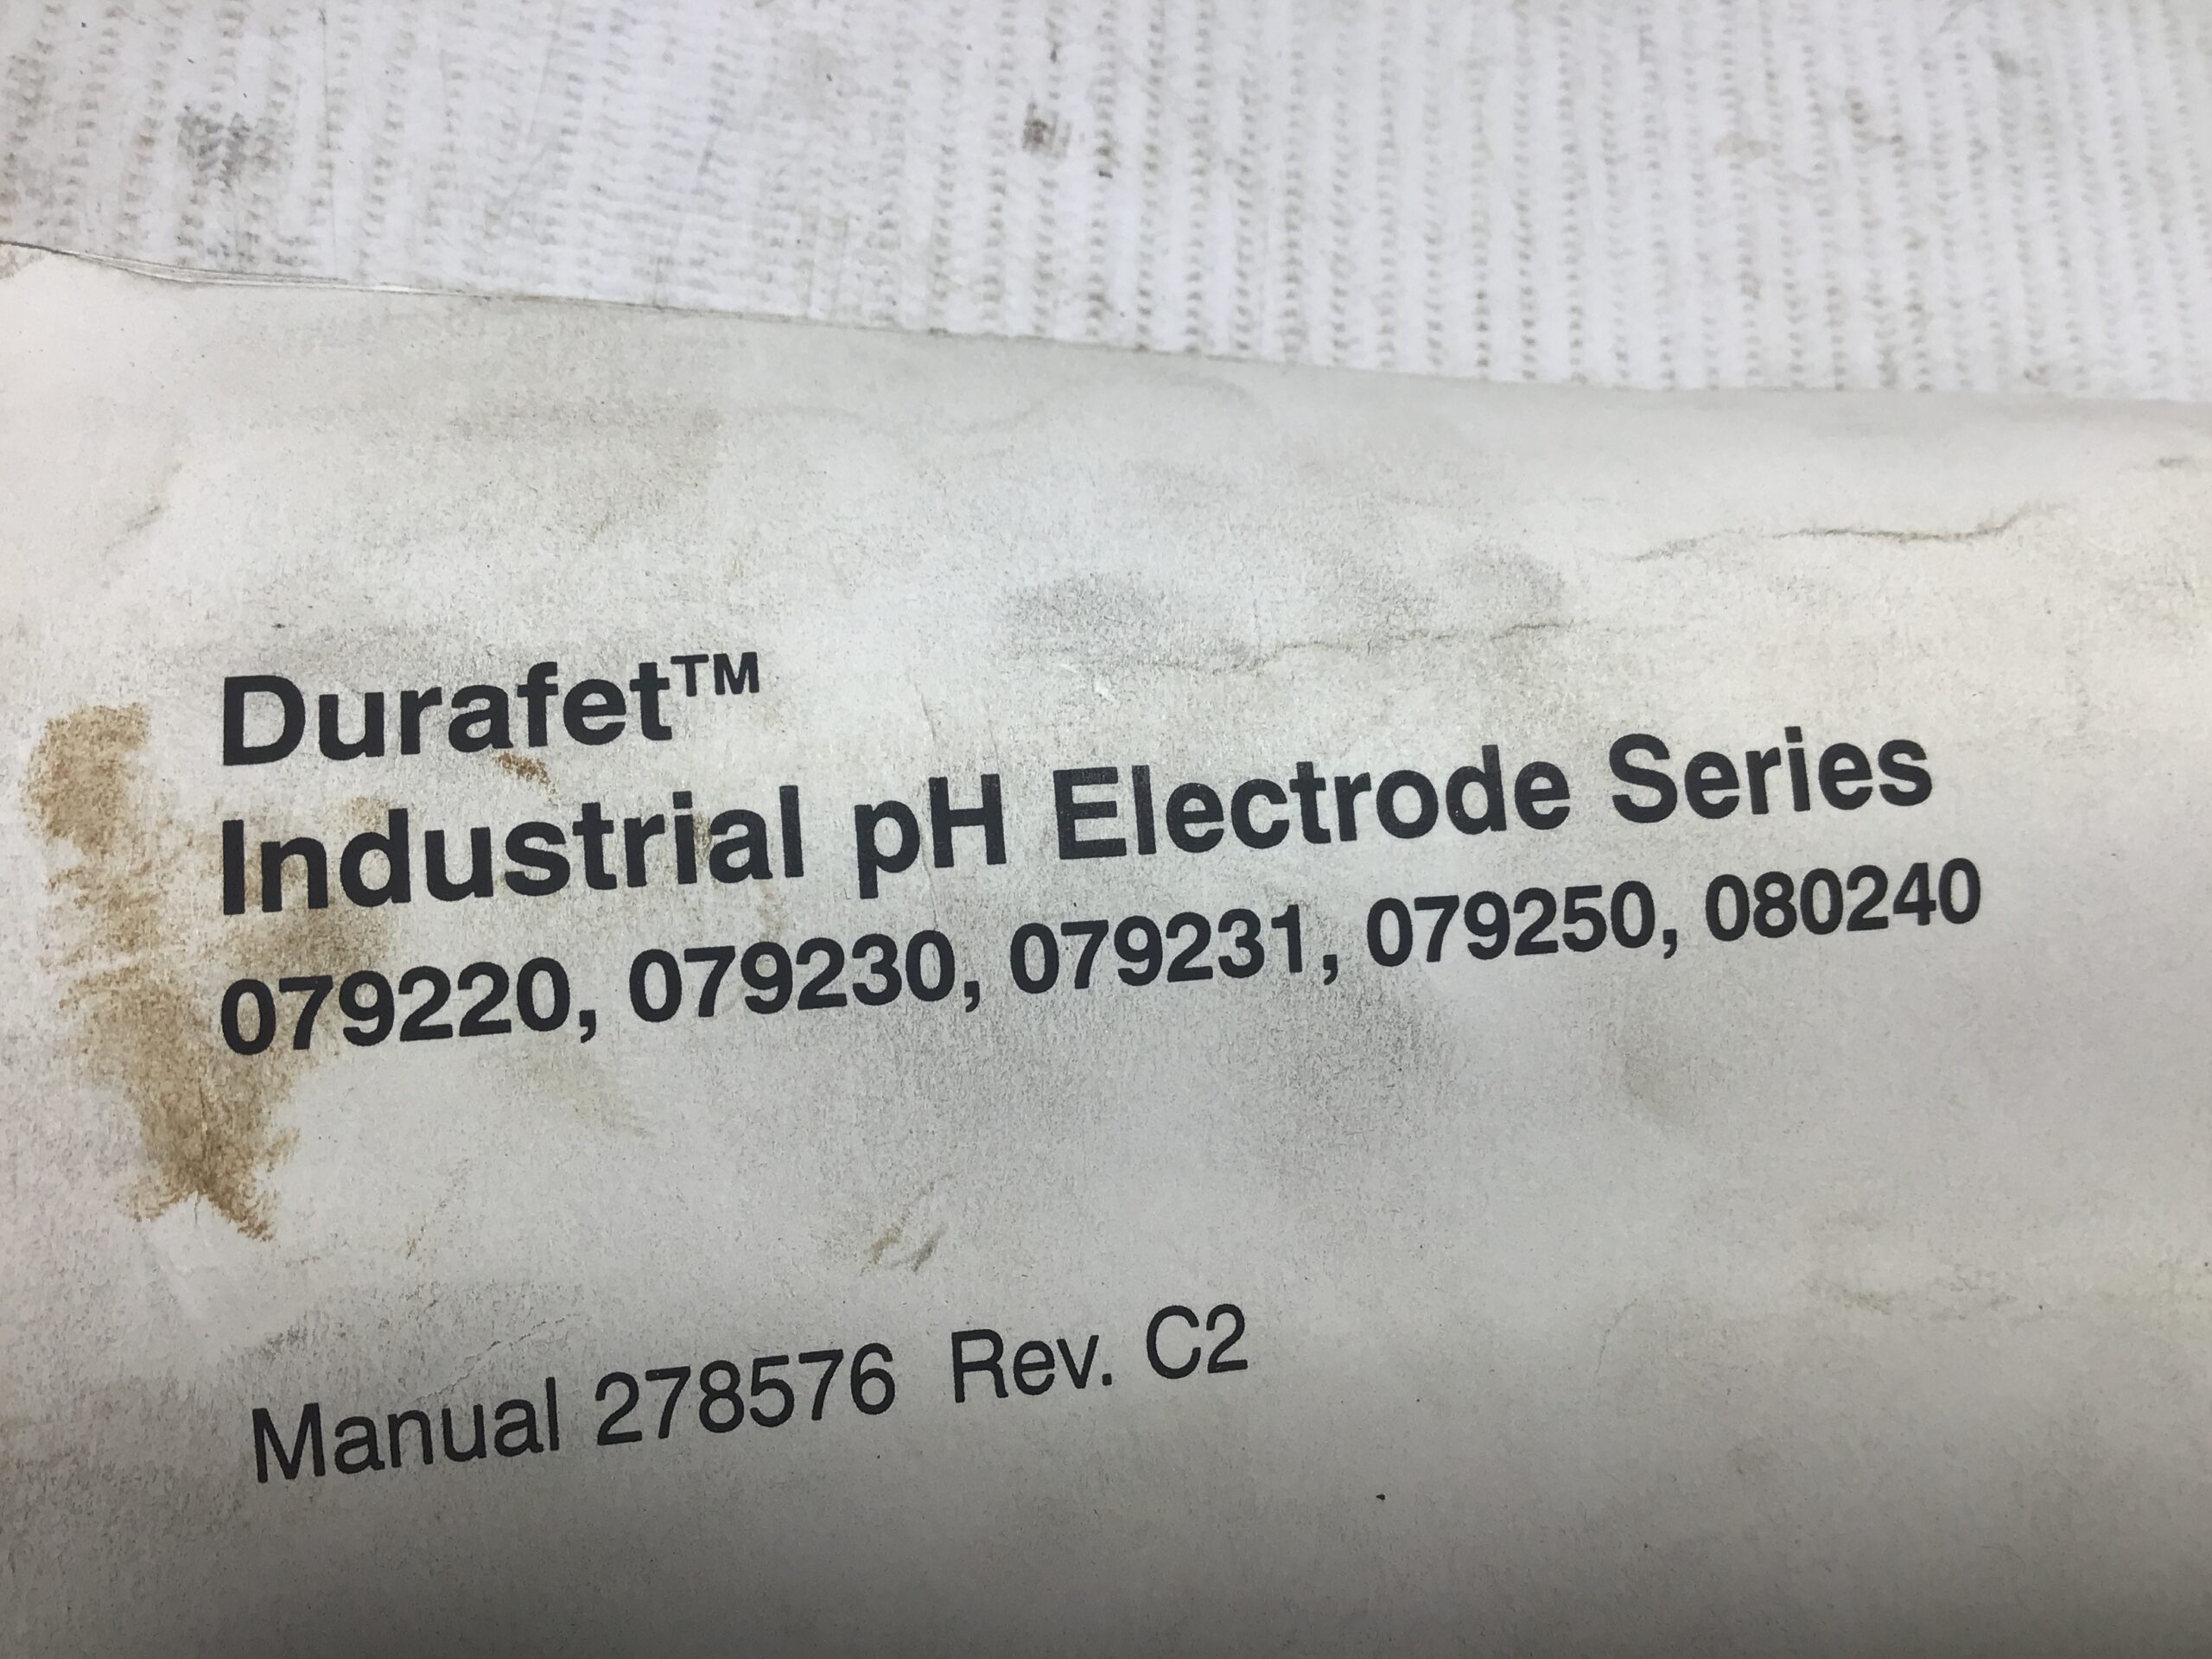 Durafet™
Industrial pH Electrode Series
079220, 079230, 079231, 079250, 080240
Manual 278576 Rev. C2